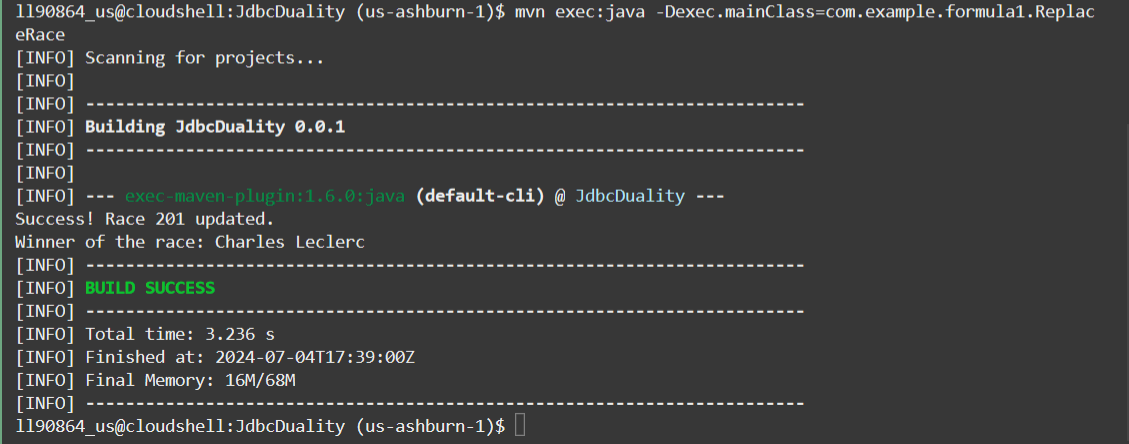 ll90864_us@cloudshell:JdbcDuality (us-ashburn-1)$ mvn exec:java -Dexec.mainClass=com.example.formula1.Replac
eRace
[INFO] Scanning for projects...
[INFO]
[INFO] ------------------------------------------------------------------------
[INFO] Building JdbcDuality 0.0.1
[INFO] ------------------------------------------------------------------------
[INFO]
[INFO] --- exec-maven-plugin:1.6.0:java (default-cli) @ JdbcDuality ---
Success! Race 201 updated.
Winner of the race: Charles Leclerc
[INFO] ------------------------------------------------------------------------
[INFO] BUILD SUCCESS
[INFO] ------------------------------------------------------------------------
[INFO] Total time: 3.236 s
[INFO] Finished at: 2024-07-04T17:39:00Z
[INFO] Final Memory: 16M/68M
[INFO] ------------------------------------------------------------------------
ll90864_us@cloudshell:JdbcDuality (us-ashburn-1)$